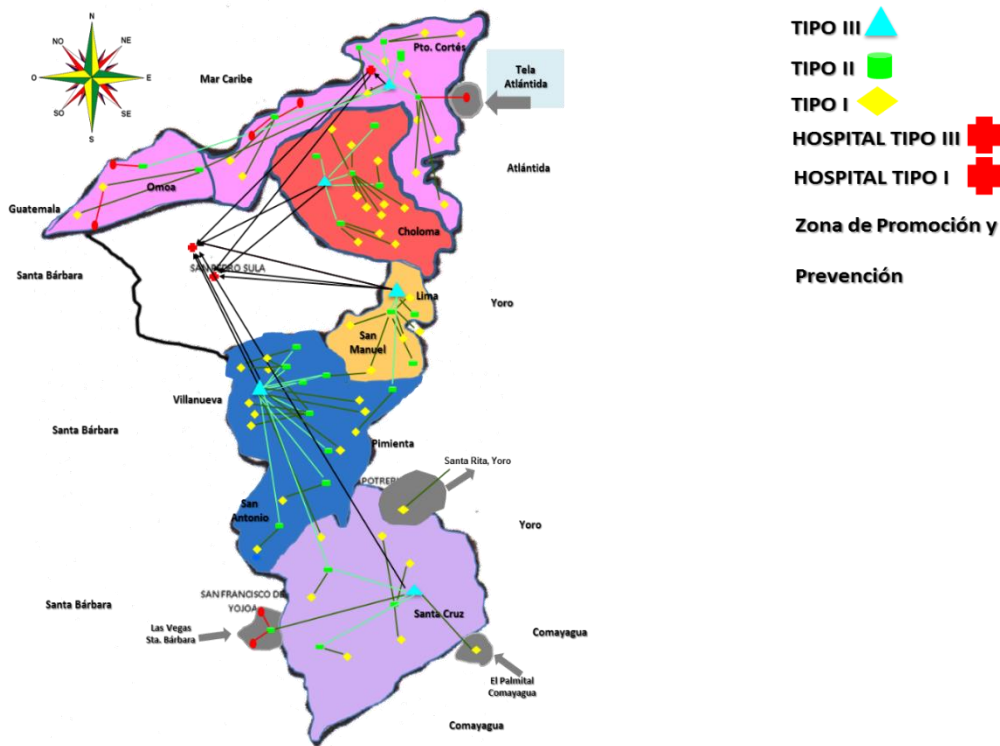 N
NO
NE
O
E
SO
SE
S
Mar Caribe
Pto. Cortés
Tela
Atlántida
Atlántida
Omoa
Guatemala
Choloma
Santa Bárbara
SAN PEDRO SULA
Lima
Yoro
San
Manuel
Villanueva
Santa Bárbara
Pimienta
Santa Rita, Yoro
POTRER
San
Antonio
Yoro
SAN FRANCISCO DE
YOJOA
Santa Bárbara
Santa Cruz
Las Vegas
Sta. Bárbara
Comayagua
El Palmital
Comayagua
Comayagua
TIPO III
TIPO II
TIPO I
HOSPITAL TIPO III
HOSPITAL TIPO I
Zona de Promoción y
Prevención